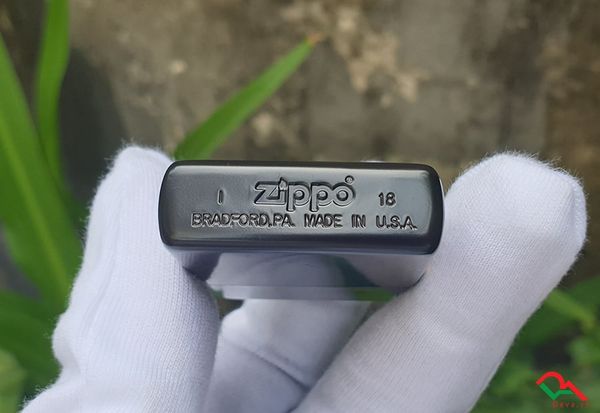 I zippo® 18
BRADFORD,PA. MADE IN U.S.A.